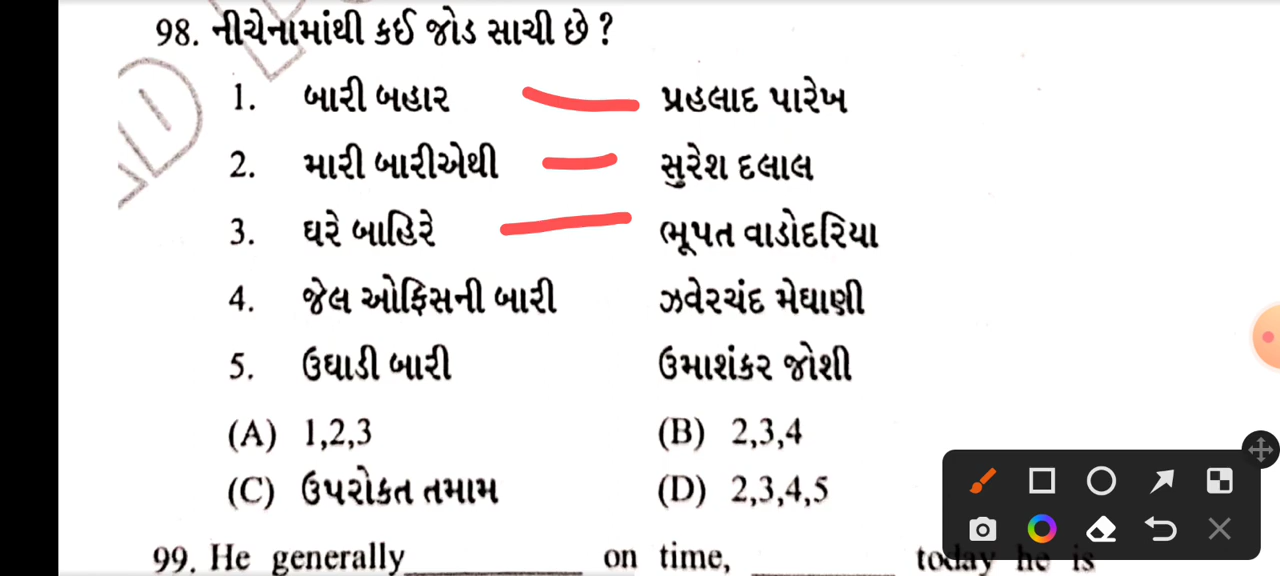 98. નીચેનામાંથી કઈ જોડ સાચી છે ?
1. બારી બહાર પ્રહલાદ પારેખ
2. મારી બારીએથી સુરેશ દલાલ
3. ઘરે બાહિરે ભૂપત વાડોદરિયા
4. જેલ ઓફિસની બારી ઝવેરચંદ મેઘાણી
5. ઉઘાડી બારી ઉમાશંકર જોશી
(A) 1,2,3 (B) 2,3,4
(C) ઉપરોક્ત તમામ (D) 2,3,4,5
99. He generally__________ on time, __________ today he is